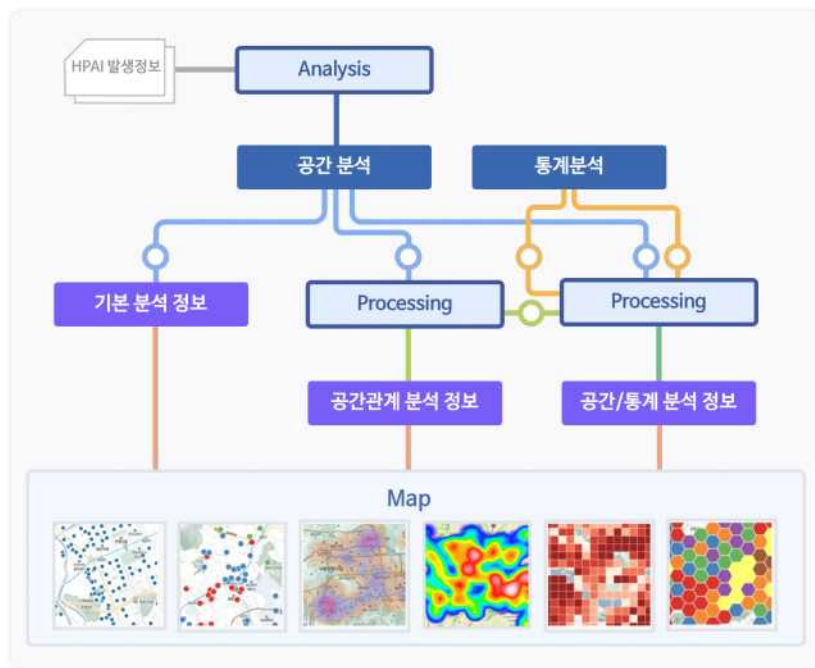 HPAI 발생정보
Analysis
공간 분석
통계분석
기본 분석 정보
Processing
Processing
공간관계 분석 정보
공간/통계 분석 정보
Map